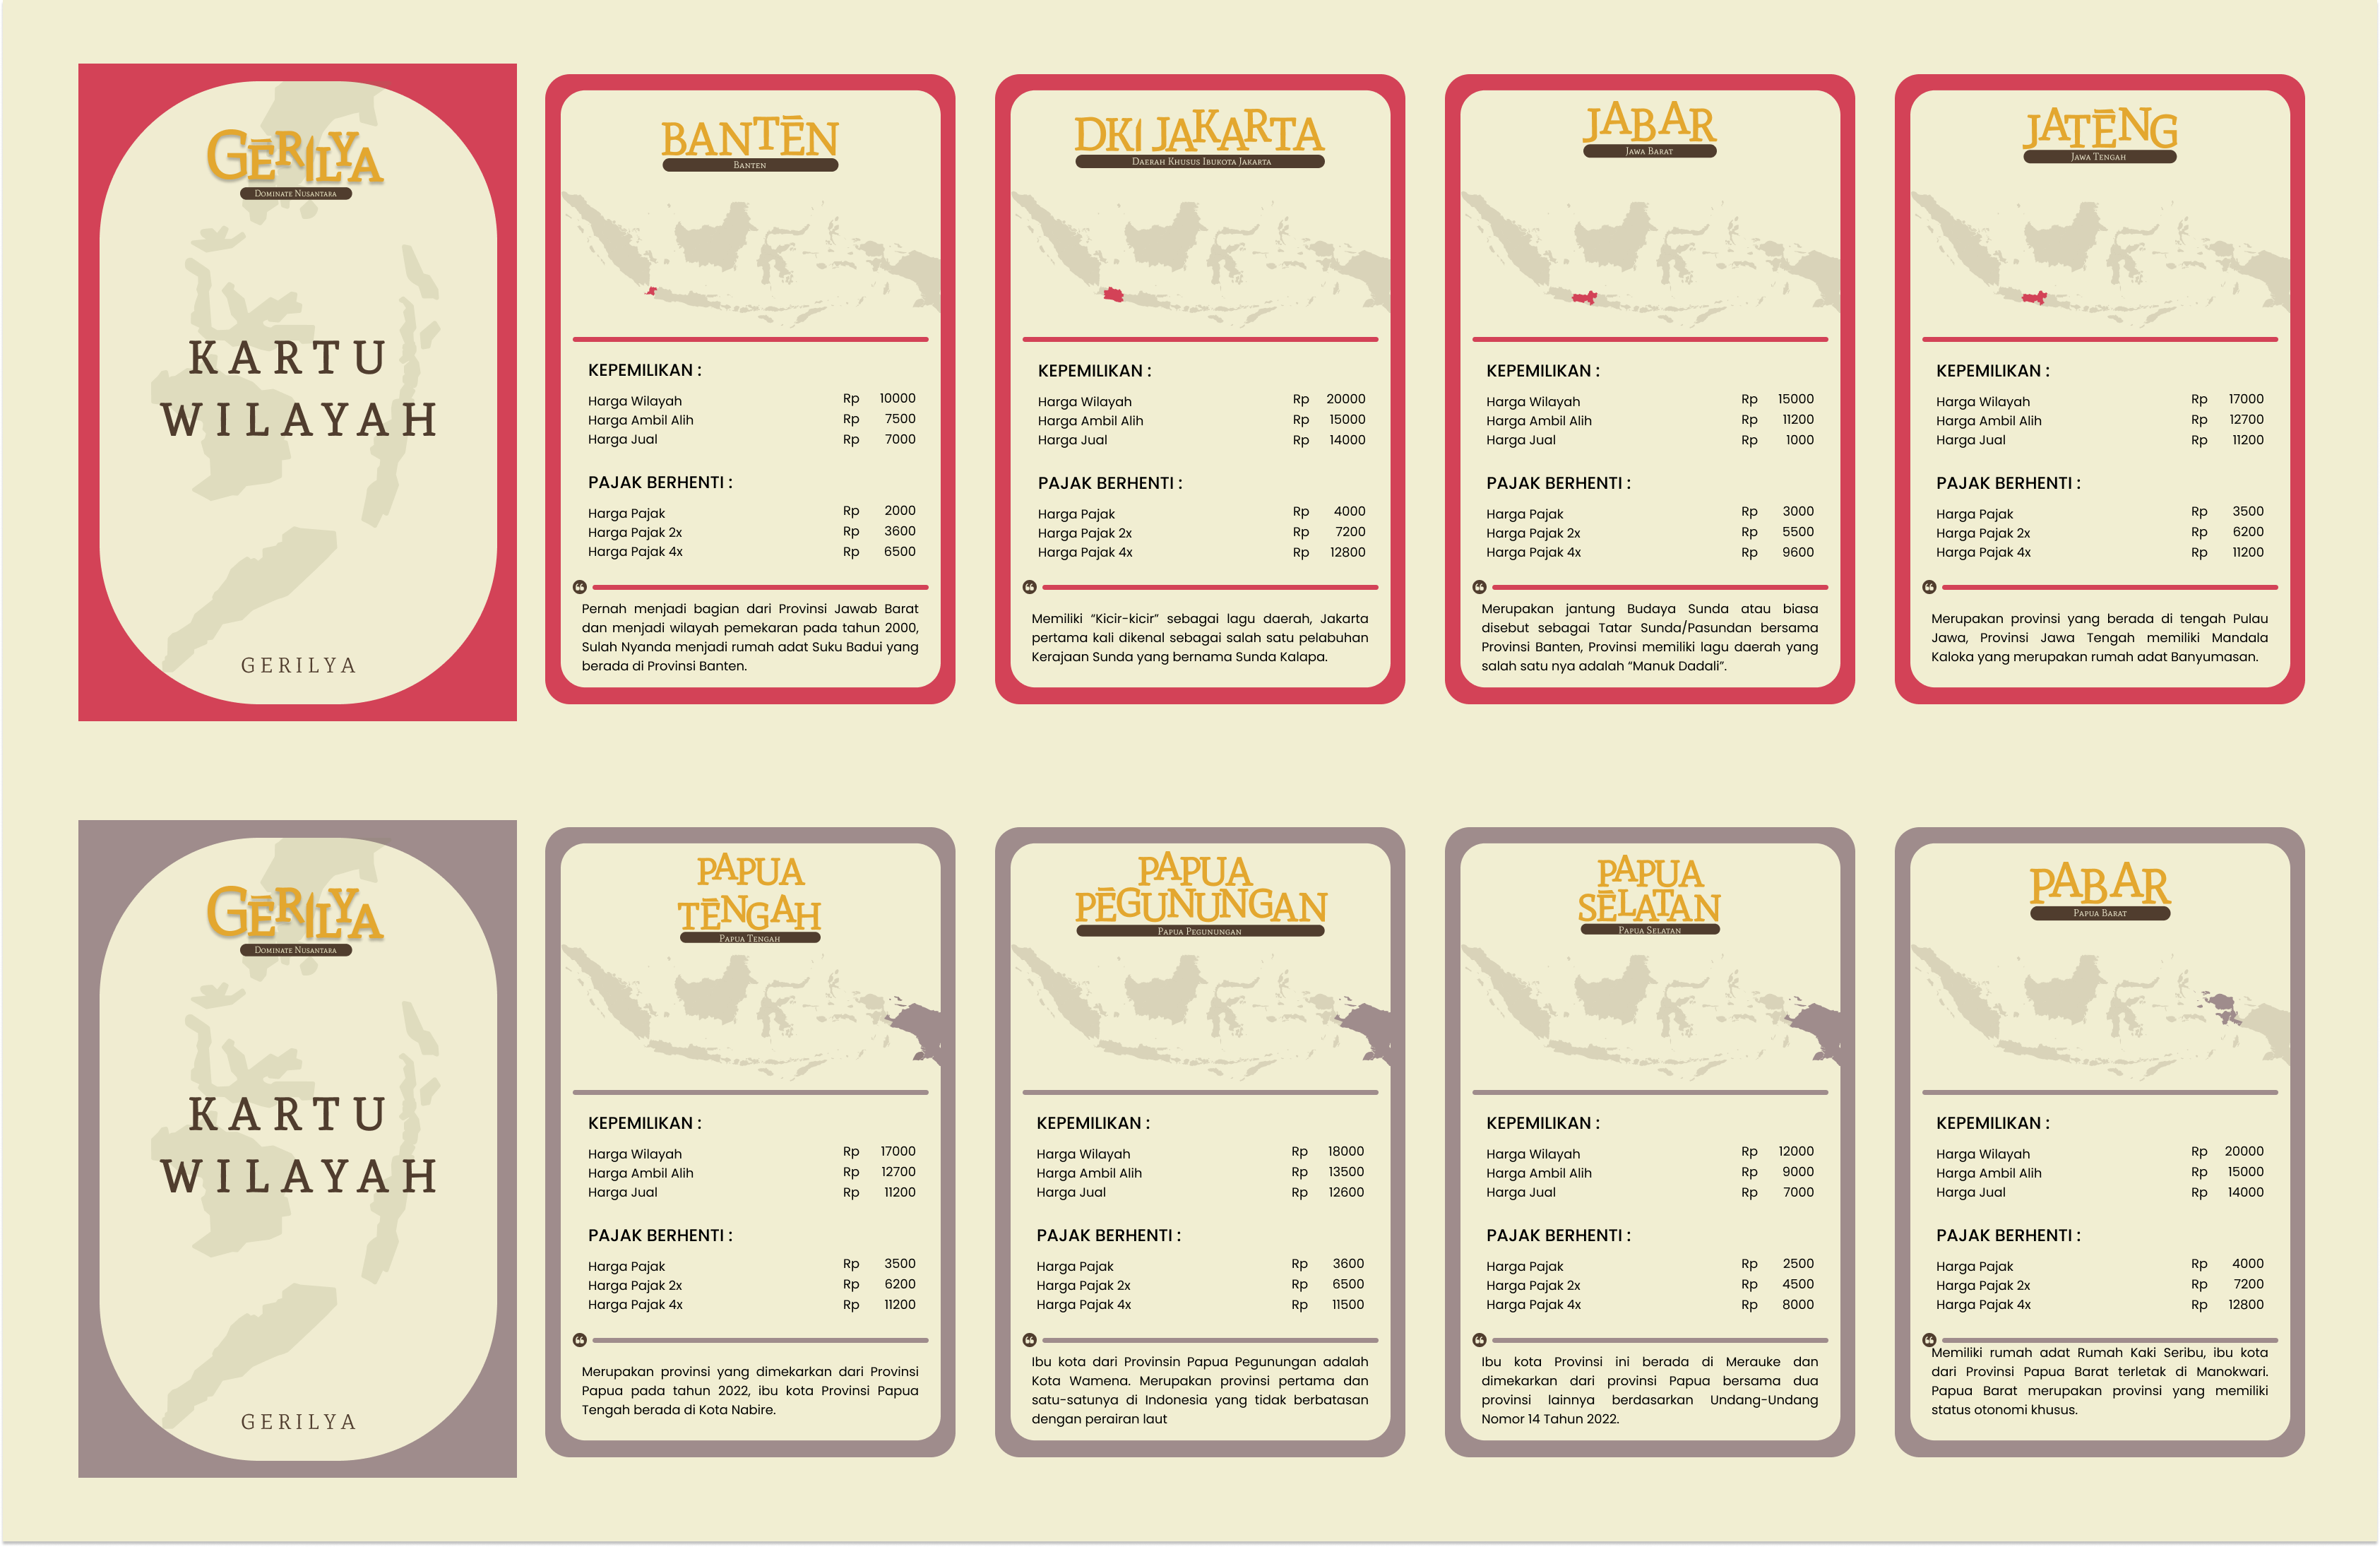 GERILYA
Dominate Nusantara
KARTU
WILAYAH
GERILYA
BANTEN
Banten
KEPEMILIKAN :
Harga Wilayah Rp 10000
Harga Ambil Alih Rp 7500
Harga Jual Rp 7000
PAJAK BERHENTI :
Harga Pajak Rp 2000
Harga Pajak 2x Rp 3600
Harga Pajak 4x Rp 6500
Pernah menjadi bagian dari Provinsi Jawab Barat
dan menjadi wilayah pemekaran pada tahun 2000,
Sulah Nyanda menjadi rumah adat Suku Badui yang
berada di Provinsi Banten.
DKI JAKARTA
Daerah Khusus Ibukota Jakarta
KEPEMILIKAN :
Harga Wilayah Rp 20000
Harga Ambil Alih Rp 15000
Harga Jual Rp 14000
PAJAK BERHENTI :
Harga Pajak Rp 4000
Harga Pajak 2x Rp 7200
Harga Pajak 4x Rp 12800
Memiliki “Kicir-kicir” sebagai lagu daerah, Jakarta
pertama kali dikenal sebagai salah satu pelabuhan
Kerajaan Sunda yang bernama Sunda Kalapa.
JABAR
Jawa Barat
KEPEMILIKAN :
Harga Wilayah Rp 15000
Harga Ambil Alih Rp 11200
Harga Jual Rp 1000
PAJAK BERHENTI :
Harga Pajak Rp 3000
Harga Pajak 2x Rp 5500
Harga Pajak 4x Rp 9600
Merupakan jantung Budaya Sunda atau biasa
disebut sebagai Tatar Sunda/Pasundan bersama
Provinsi Banten, Provinsi memiliki lagu daerah yang
salah satu nya adalah “Manuk Dadali”.
JATENG
Jawa Tengah
KEPEMILIKAN :
Harga Wilayah Rp 17000
Harga Ambil Alih Rp 12700
Harga Jual Rp 11200
PAJAK BERHENTI :
Harga Pajak Rp 3500
Harga Pajak 2x Rp 6200
Harga Pajak 4x Rp 11200
Merupakan provinsi yang berada di tengah Pulau
Jawa, Provinsi Jawa Tengah memiliki Mandala
Kaloka yang merupakan rumah adat Banyumasan.
GERILYA
Dominate Nusantara
KARTU
WILAYAH
GERILYA
PAPUA
TENGAH
Papua Tengah
KEPEMILIKAN :
Harga Wilayah Rp 17000
Harga Ambil Alih Rp 12700
Harga Jual Rp 11200
PAJAK BERHENTI :
Harga Pajak Rp 3500
Harga Pajak 2x Rp 6200
Harga Pajak 4x Rp 11200
Merupakan provinsi yang dimekarkan dari Provinsi
Papua pada tahun 2022, ibu kota Provinsi Papua
Tengah berada di Kota Nabire.
PAPUA
PEGUNUNGAN
Papua Pegunungan
KEPEMILIKAN :
Harga Wilayah Rp 18000
Harga Ambil Alih Rp 13500
Harga Jual Rp 12600
PAJAK BERHENTI :
Harga Pajak Rp 3600
Harga Pajak 2x Rp 6500
Harga Pajak 4x Rp 11500
Ibu kota dari Provinsin Papua Pegunungan adalah
Kota Wamena. Merupakan provinsi pertama dan
satu-satunya di Indonesia yang tidak berbatasan
dengan perairan laut
PAPUA
SELATAN
Papua Selatan
KEPEMILIKAN :
Harga Wilayah Rp 12000
Harga Ambil Alih Rp 9000
Harga Jual Rp 7000
PAJAK BERHENTI :
Harga Pajak Rp 2500
Harga Pajak 2x Rp 4500
Harga Pajak 4x Rp 8000
Ibu kota Provinsi ini berada di Merauke dan
dimekarkan dari provinsi Papua bersama dua
provinsi lainnya berdasarkan Undang-Undang
Nomor 14 Tahun 2022.
PABAR
Papua Barat
KEPEMILIKAN :
Harga Wilayah Rp 20000
Harga Ambil Alih Rp 15000
Harga Jual Rp 14000
PAJAK BERHENTI :
Harga Pajak Rp 4000
Harga Pajak 2x Rp 7200
Harga Pajak 4x Rp 12800
Memiliki rumah adat Rumah Kaki Seribu, ibu kota
dari Provinsi Papua Barat terletak di Manokwari.
Papua Barat merupakan provinsi yang memiliki
status otonomi khusus.